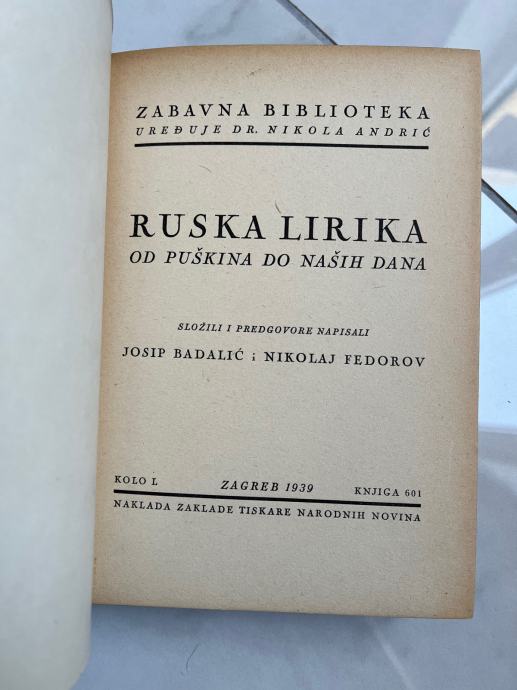 ZABAVNA BIBLIOTEKA
UREĐUJE DR. NIKOLA ANDRIĆ
RUSKA LIRIKA
OD PUŠKINA DO NAŠIH DANA
SLOŽILI I PREDGOVORE NAPISALI
JOSIP BADALIĆ i NIKOLAJ FEDOROV
KOLO L ZAGREB 1939 KNJIGA 601
NAKLADA ZAKLADE TISKARE NARODNIH NOVINA